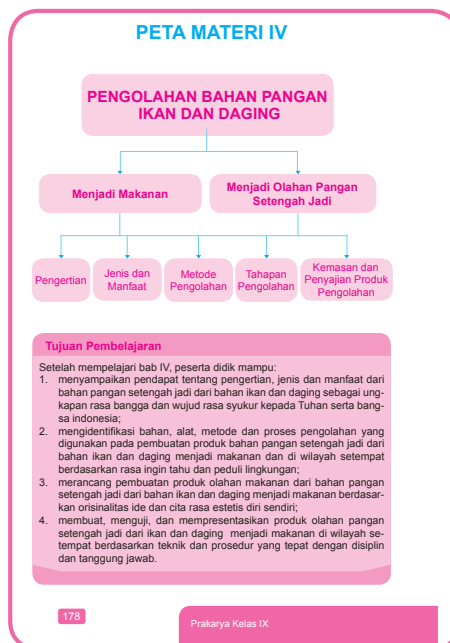 PETA MATERI IV
PENGOLAHAN BAHAN PANGAN
IKAN DAN DAGING
Menjadi Makanan
Menjadi Olahan Pangan
Setengah Jadi
Pengertian
Jenis dan
Manfaat
Metode
Pengolahan
Tahapan
Pengolahan
Kemasan dan
Penyajian Produk
Pengolahan
Tujuan Pembelajaran
Setelah mempelajari bab IV, peserta didik mampu:
1. menyampaikan pendapat tentang pengertian, jenis dan manfaat dari
bahan pangan setengah jadi dari bahan ikan dan daging sebagai ung-
kapan rasa bangga dan wujud rasa syukur kepada Tuhan serta bang-
sa indonesia;
2. mengidentifikasi bahan, alat, metode dan proses pengolahan yang
digunakan pada pembuatan produk bahan pangan setengah jadi dari
bahan ikan dan daging menjadi makanan dan di wilayah setempat
berdasarkan rasa ingin tahu dan peduli lingkungan;
3. merancang pembuatan produk olahan makanan dari bahan pangan
setengah jadi dari bahan ikan dan daging menjadi makanan berdasar-
kan orisinalitas ide dan cita rasa estetis diri sendiri;
4. membuat, menguji, dan mempresentasikan produk olahan pangan
setengah jadi dari ikan dan daging menjadi makanan di wilayah se-
tempat berdasarkan teknik dan prosedur yang tepat dengan disiplin
dan tanggung jawab.
178
Prakarya Kelas IX